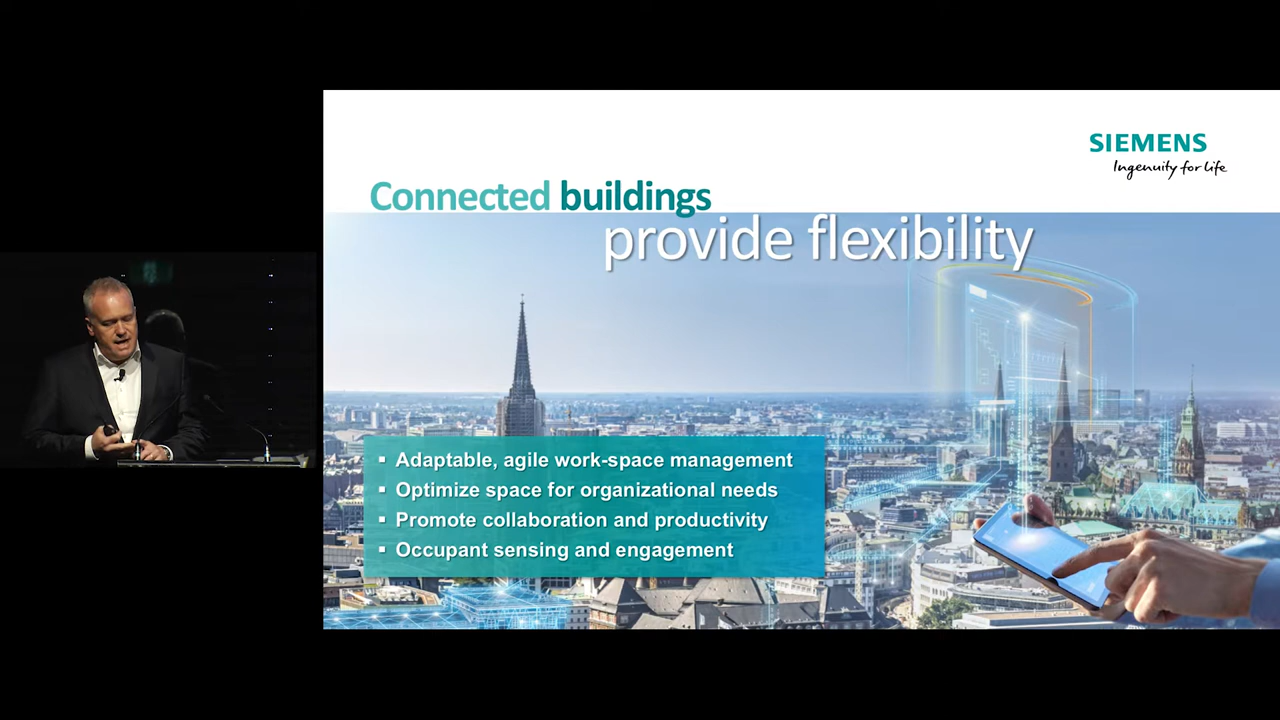 SIEMENS
Ingenuity for life
Connected buildings
provide flexibility
▪ Adaptable, agile work-space management
▪ Optimize space for organizational needs
▪ Promote collaboration and productivity
▪ Occupant sensing and engagement